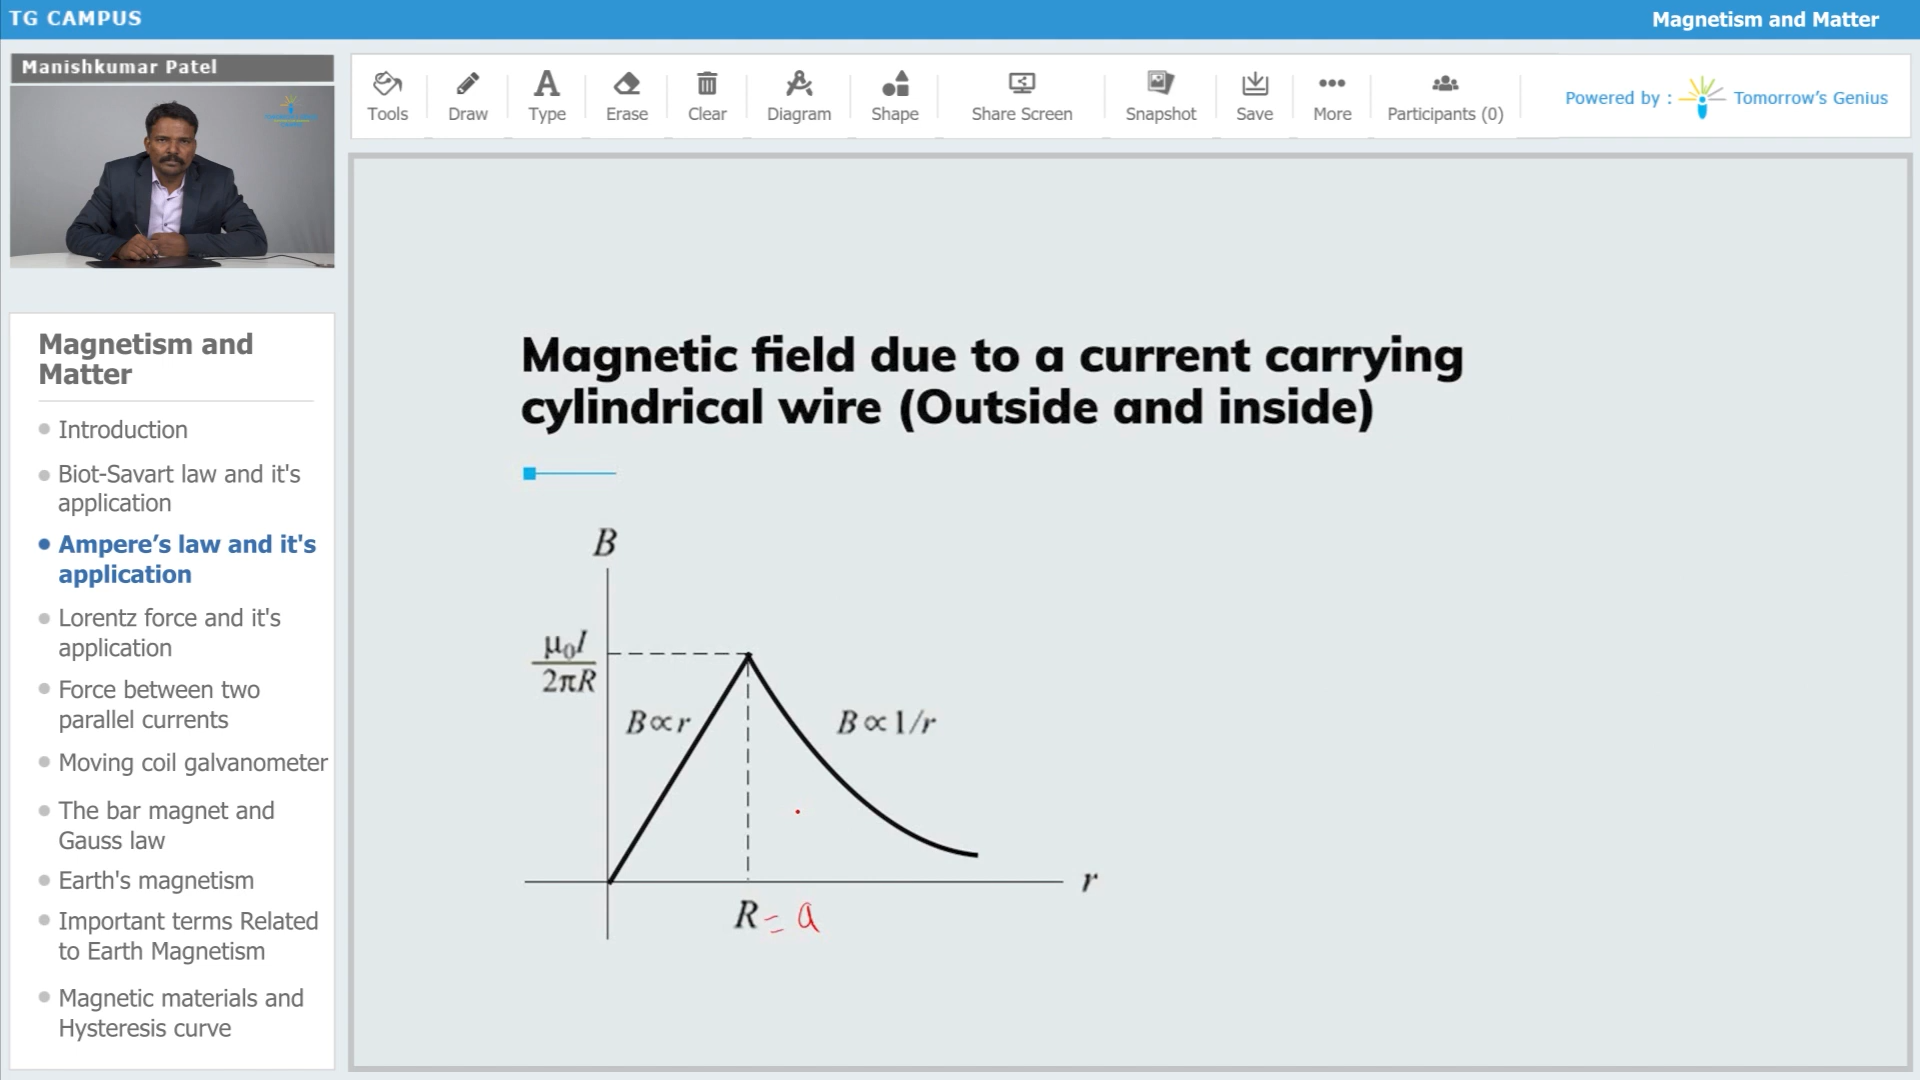 TG CAMPUS
Magnetism and Matter
Manishkumar Patel
Tools
Draw
Type
Erase
Clear
Diagram
Shape
Share Screen
Snapshot
Save
More
Participants (0)
Powered by :
Tomorrow's Genius
Magnetism and
Matter
Introduction
Biot-Savart law and it's
application
Ampere’s law and it's
application
Lorentz force and it's
application
Force between two
parallel currents
Moving coil galvanometer
The bar magnet and
Gauss law
Earth's magnetism
Important terms Related
to Earth Magnetism
Magnetic materials and
Hysteresis curve
Magnetic field due to a current carrying
cylindrical wire (Outside and inside)
B
μ₀I
2πR
B∝r
B∝1/r
r
R = a